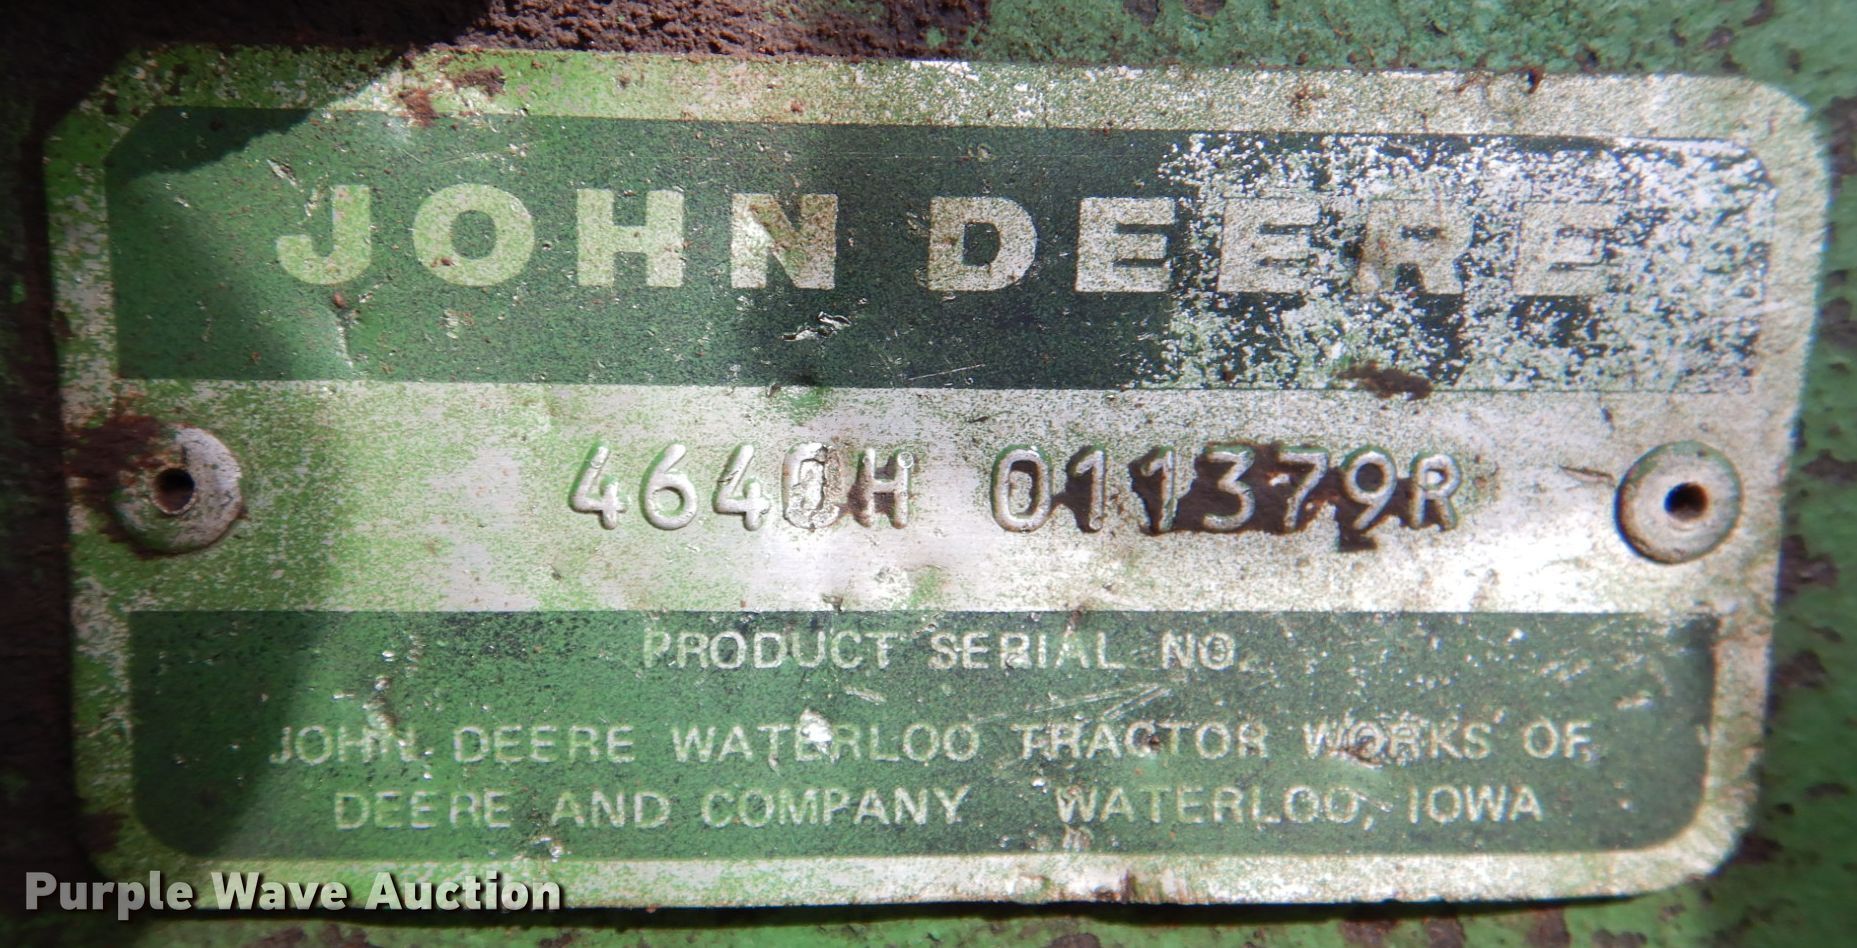 JOHN DEERE
4640H 011379R
PRODUCT SERIAL NO.
JOHN DEERE WATERLOO TRACTOR WORKS OF
DEERE AND COMPANY WATERLOO, IOWA
Purple Wave Auction